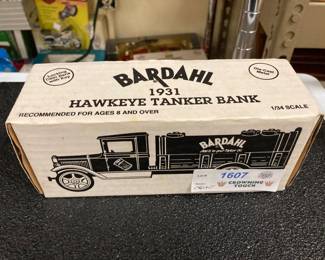 BARDAHL
1931
HAWKEYE TANKER BANK
RECOMMENDED FOR AGES 8 AND OVER
1/34 SCALE
BARDAHL
1607
CROWNING
TOUCH